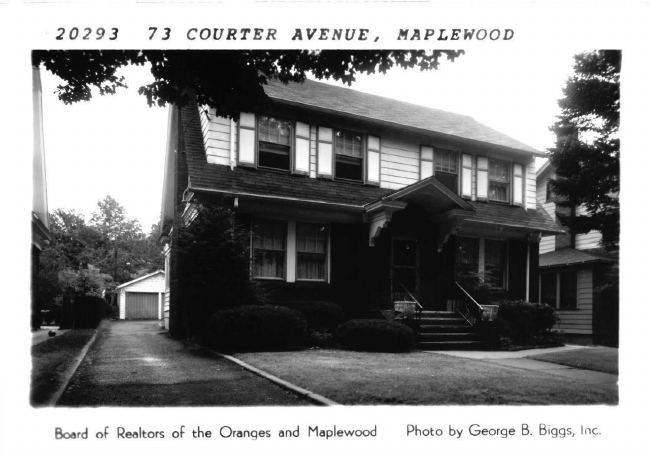 20293 73 COURTER AVENUE, MAPLEWOOD
Board of Realtors of the Oranges and Maplewood Photo by George B. Biggs, Inc.